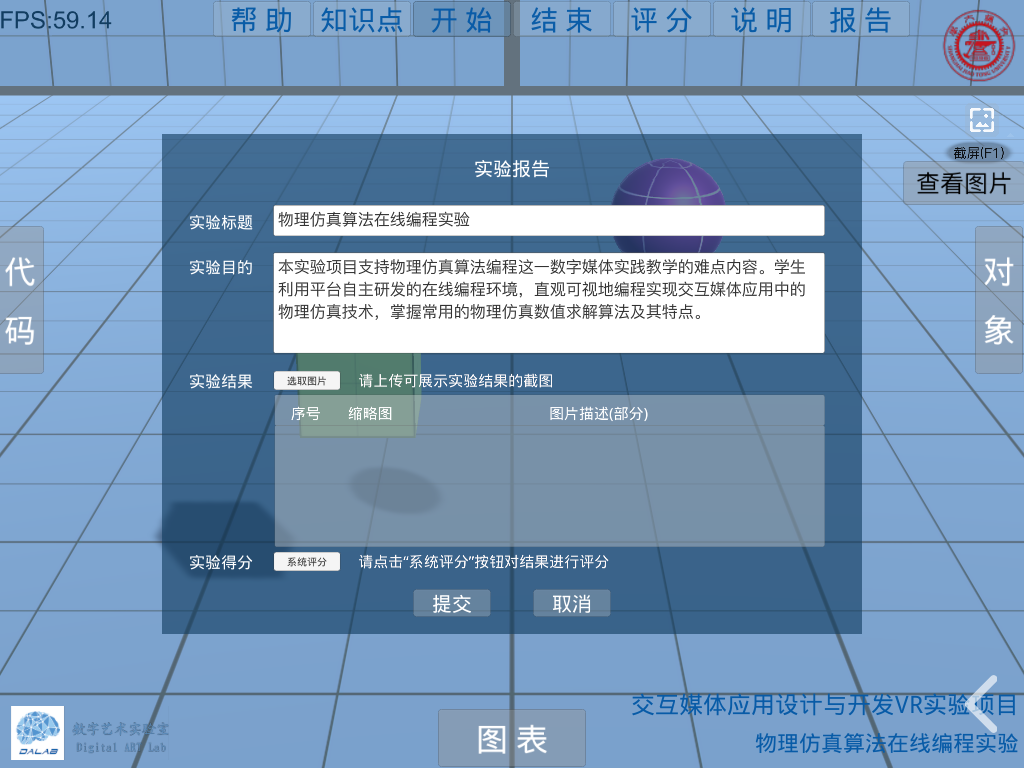 FPS:59.14
帮 助
知识点
开 始
结 束
评 分
说 明
报 告
截屏(F1)
查看图片
实验报告
实验标题
物理仿真算法在线编程实验
实验目的
本实验项目支持物理仿真算法编程这一数字媒体实践教学的难点内容。学生
利用平台自主研发的在线编程环境，直观可视地编程实现交互媒体应用中的
物理仿真技术，掌握常用的物理仿真数值求解算法及其特点。
代
码
对
象
实验结果
选取图片
请上传可展示实验结果的截图
序号
缩略图
图片描述(部分)
实验得分
系统评分
请点击“系统评分”按钮对结果进行评分
提交
取消
交互媒体应用设计与开发VR实验项目
物理仿真算法在线编程实验
图 表
数字艺术实验室
Digital ART Lab
DALAB